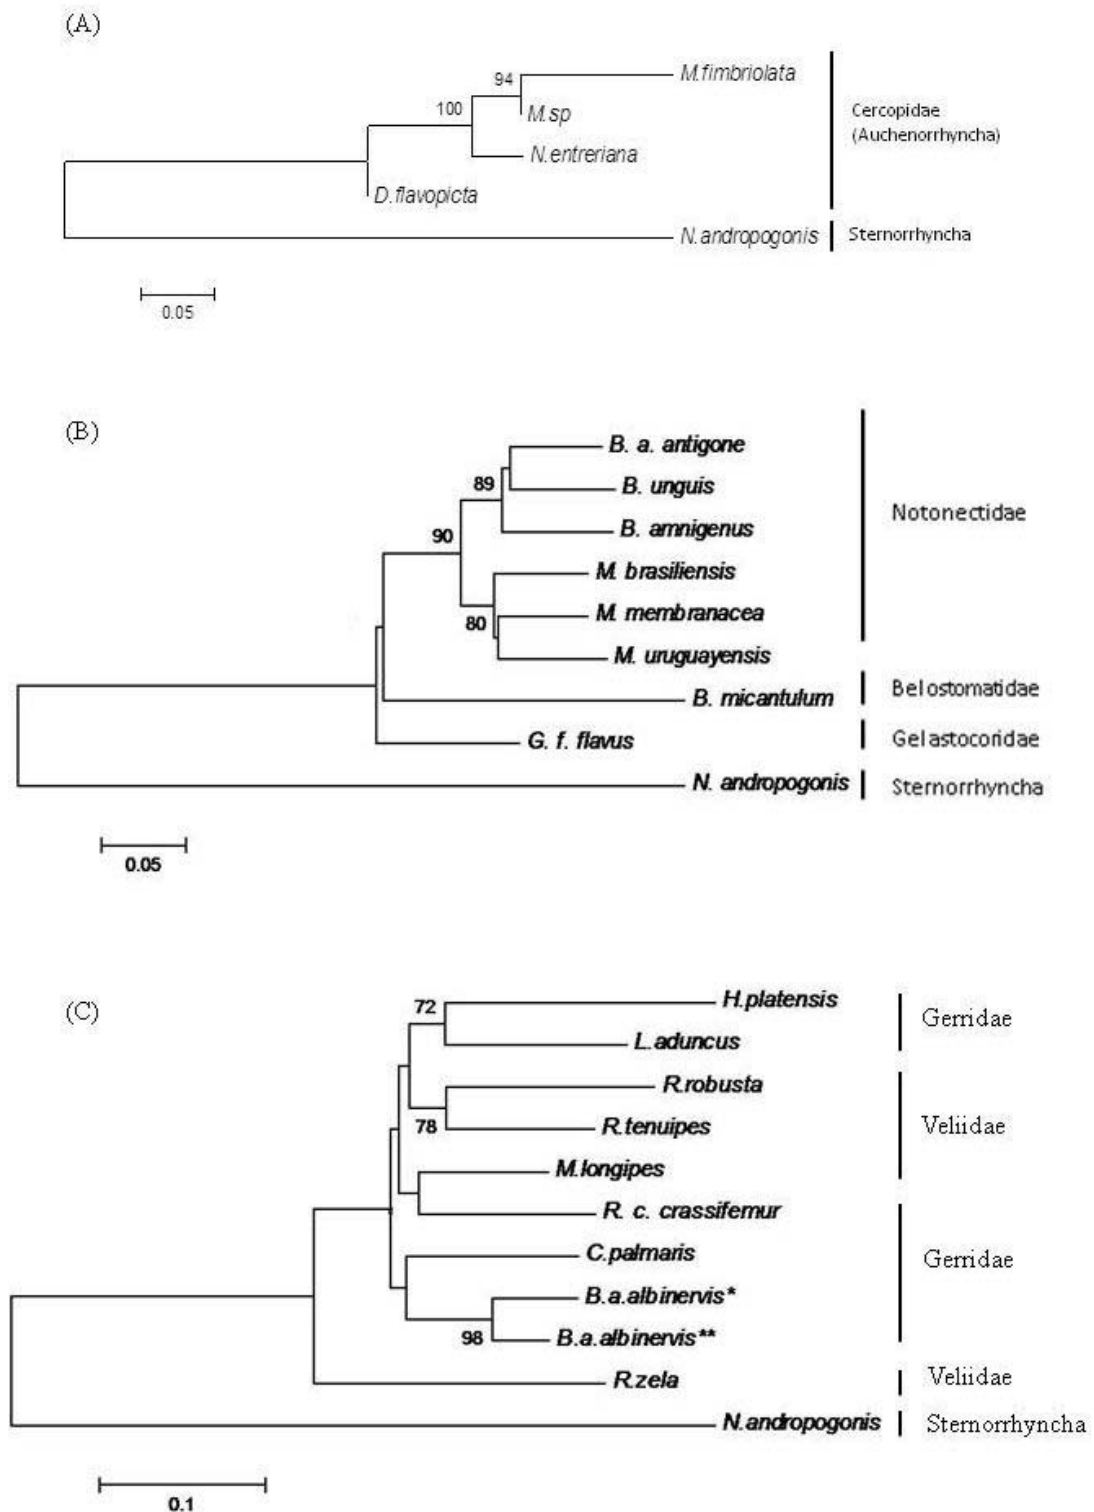 (A)
94
M.fimbriolata
100
M.sp
N.entreriana
D.flavopicta
Cercopidae
(Auchenorrhyncha)
N.andropogonis
Sternorrhyncha
0.05
(B)
B. a. antigone
89
B. unguis
B. amnigenus
Notonectidae
90
M. brasiliensis
M. membranacea
80
M. uruguayensis
B. micantulum
Belostomatidae
G. f. flavus
Gelastocoridae
N. andropogonis
Sternorrhyncha
0.05
(C)
72
H.platensis
L.aduncus
Gerridae
R.robusta
78
R.tenuipes
Veliidae
M.longipes
R. c. crassifemur
C.palmaris
Gerridae
B.a.albinervis*
98
B.a.albinervis**
R.zela
Veliidae
N.andropogonis
Sternorrhyncha
0.1